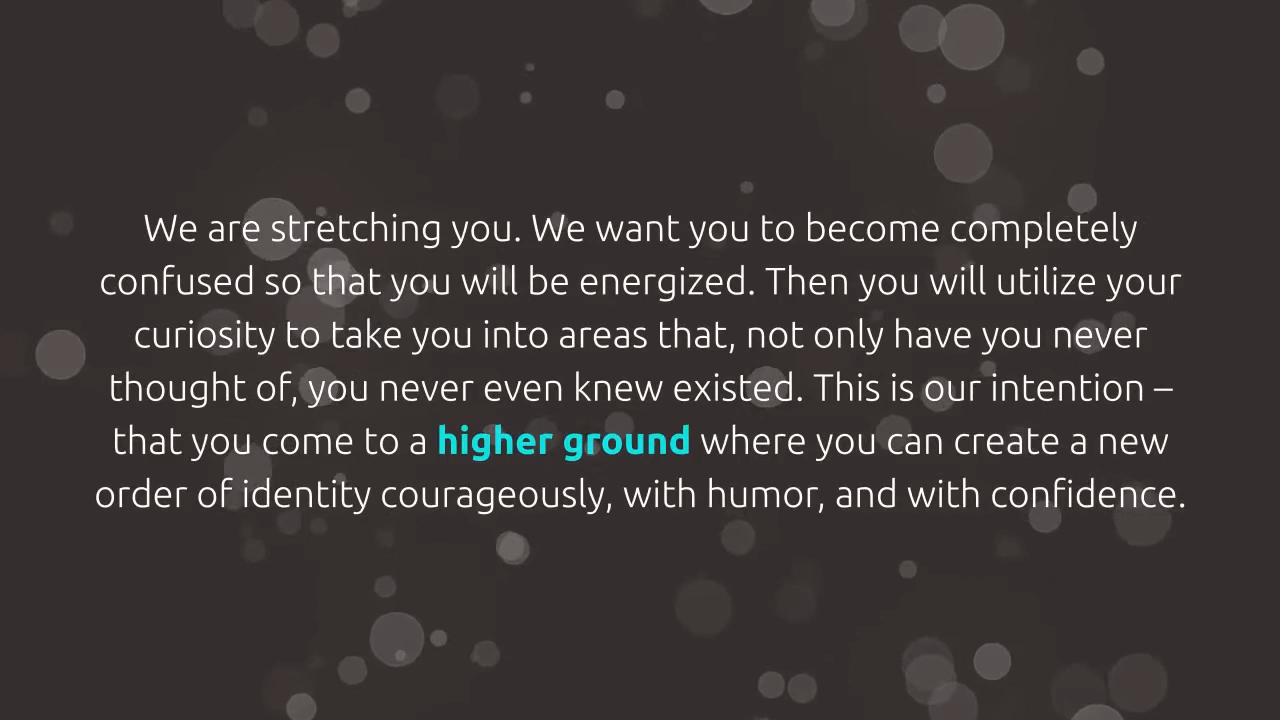 We are stretching you. We want you to become completely
confused so that you will be energized. Then you will utilize your
curiosity to take you into areas that, not only have you never
thought of, you never even knew existed. This is our intention –
that you come to a higher ground where you can create a new
order of identity courageously, with humor, and with confidence.